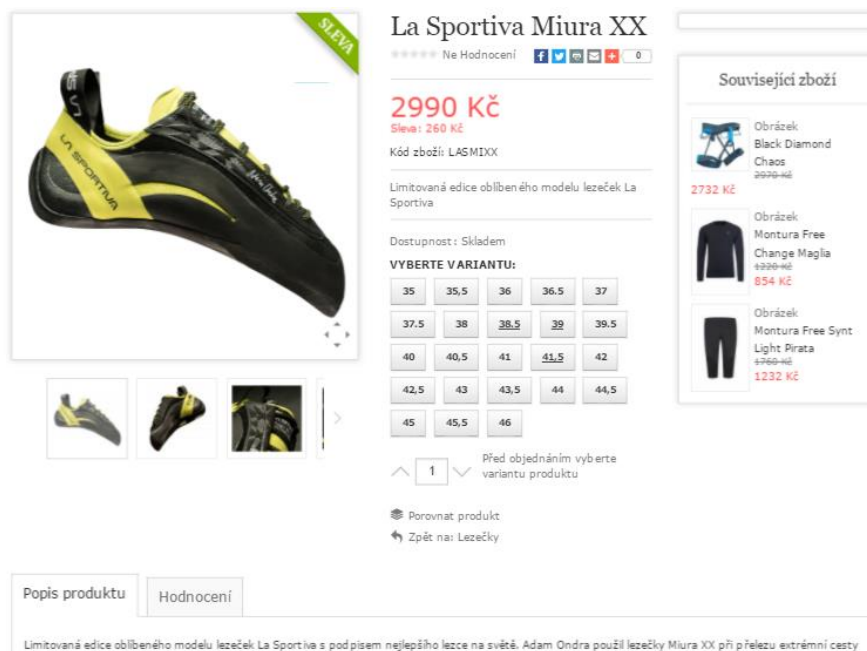 SLEVA
LA SPORTIVA
La Sportiva Miura XX
Ne Hodnocení
0
2990 Kč
Sleva: 260 Kč
Kód zboží: LASMIXX
Limitovaná edice oblíbeného modelu lezeček La
Sportiva
Dostupnost: Skladem
VYBERTE VARIANTU:
35 35,5 36 36.5 37
37.5 38 38.5 39 39.5
40 40,5 41 41,5 42
42,5 43 43,5 44 44,5
45 45,5 46
1
Před objednáním vyberte
variantu produktu
Porovnat produkt
Zpět na: Lezečky
Související zboží
Obrázek
Black Diamond
Chaos
2970 Kč
2732 Kč
Obrázek
Montura Free
Change Maglia
1220 Kč
854 Kč
Obrázek
Montura Free Synt
Light Pirata
1760 Kč
1232 Kč
Popis produktu
Hodnocení
Limitovaná edice oblíbeného modelu lezeček La Sportiva s podpisem nejlepšího lezce na světě. Adam Ondra použil lezečky Miura XX při přelezu extrémní cesty